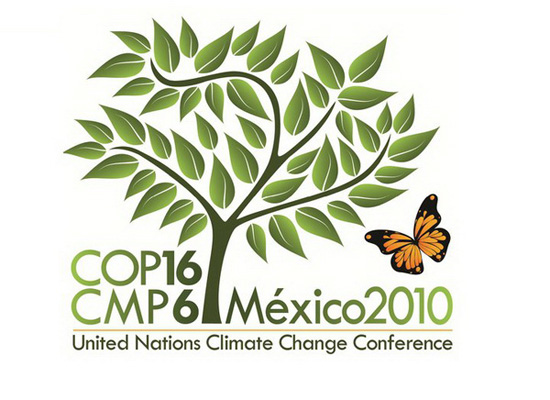 COP16
CMP6 México2010
United Nations Climate Change Conference